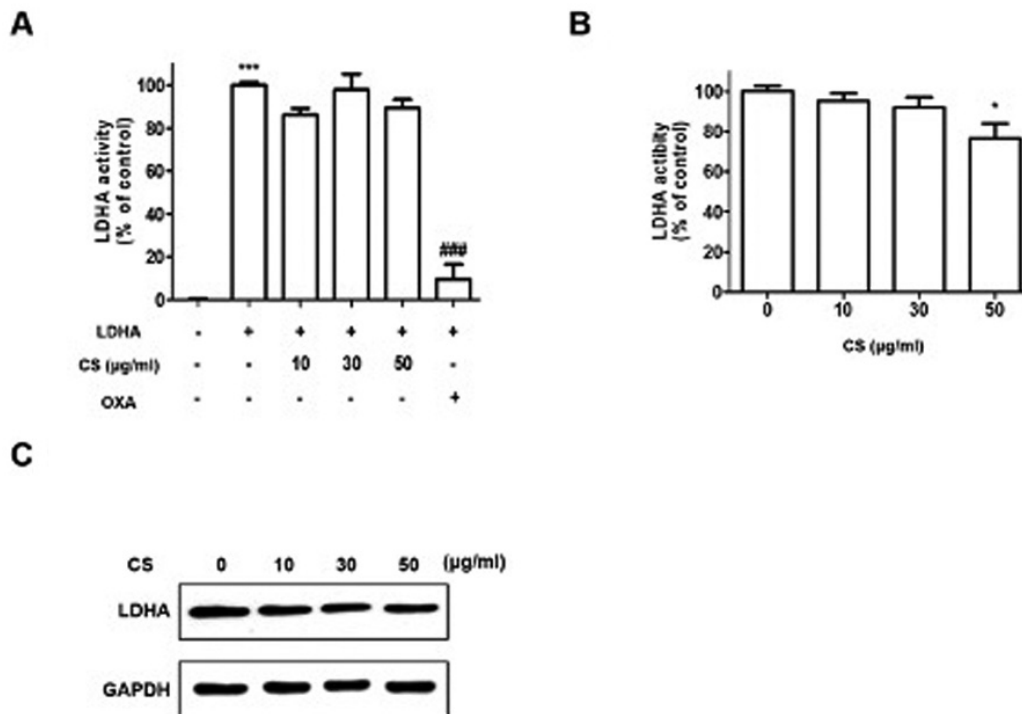 A
LDHA activity
(% of control)
100
80
60
40
20
0
***
###
LDHA - + + + + +
CS (µg/ml) - - 10 30 50 -
OXA - - - - - +
B
LDHA actibity
(% of control)
100
80
60
40
20
0
*
0 10 30 50
CS (µg/ml)
C
CS 0 10 30 50 (µg/ml)
LDHA
GAPDH